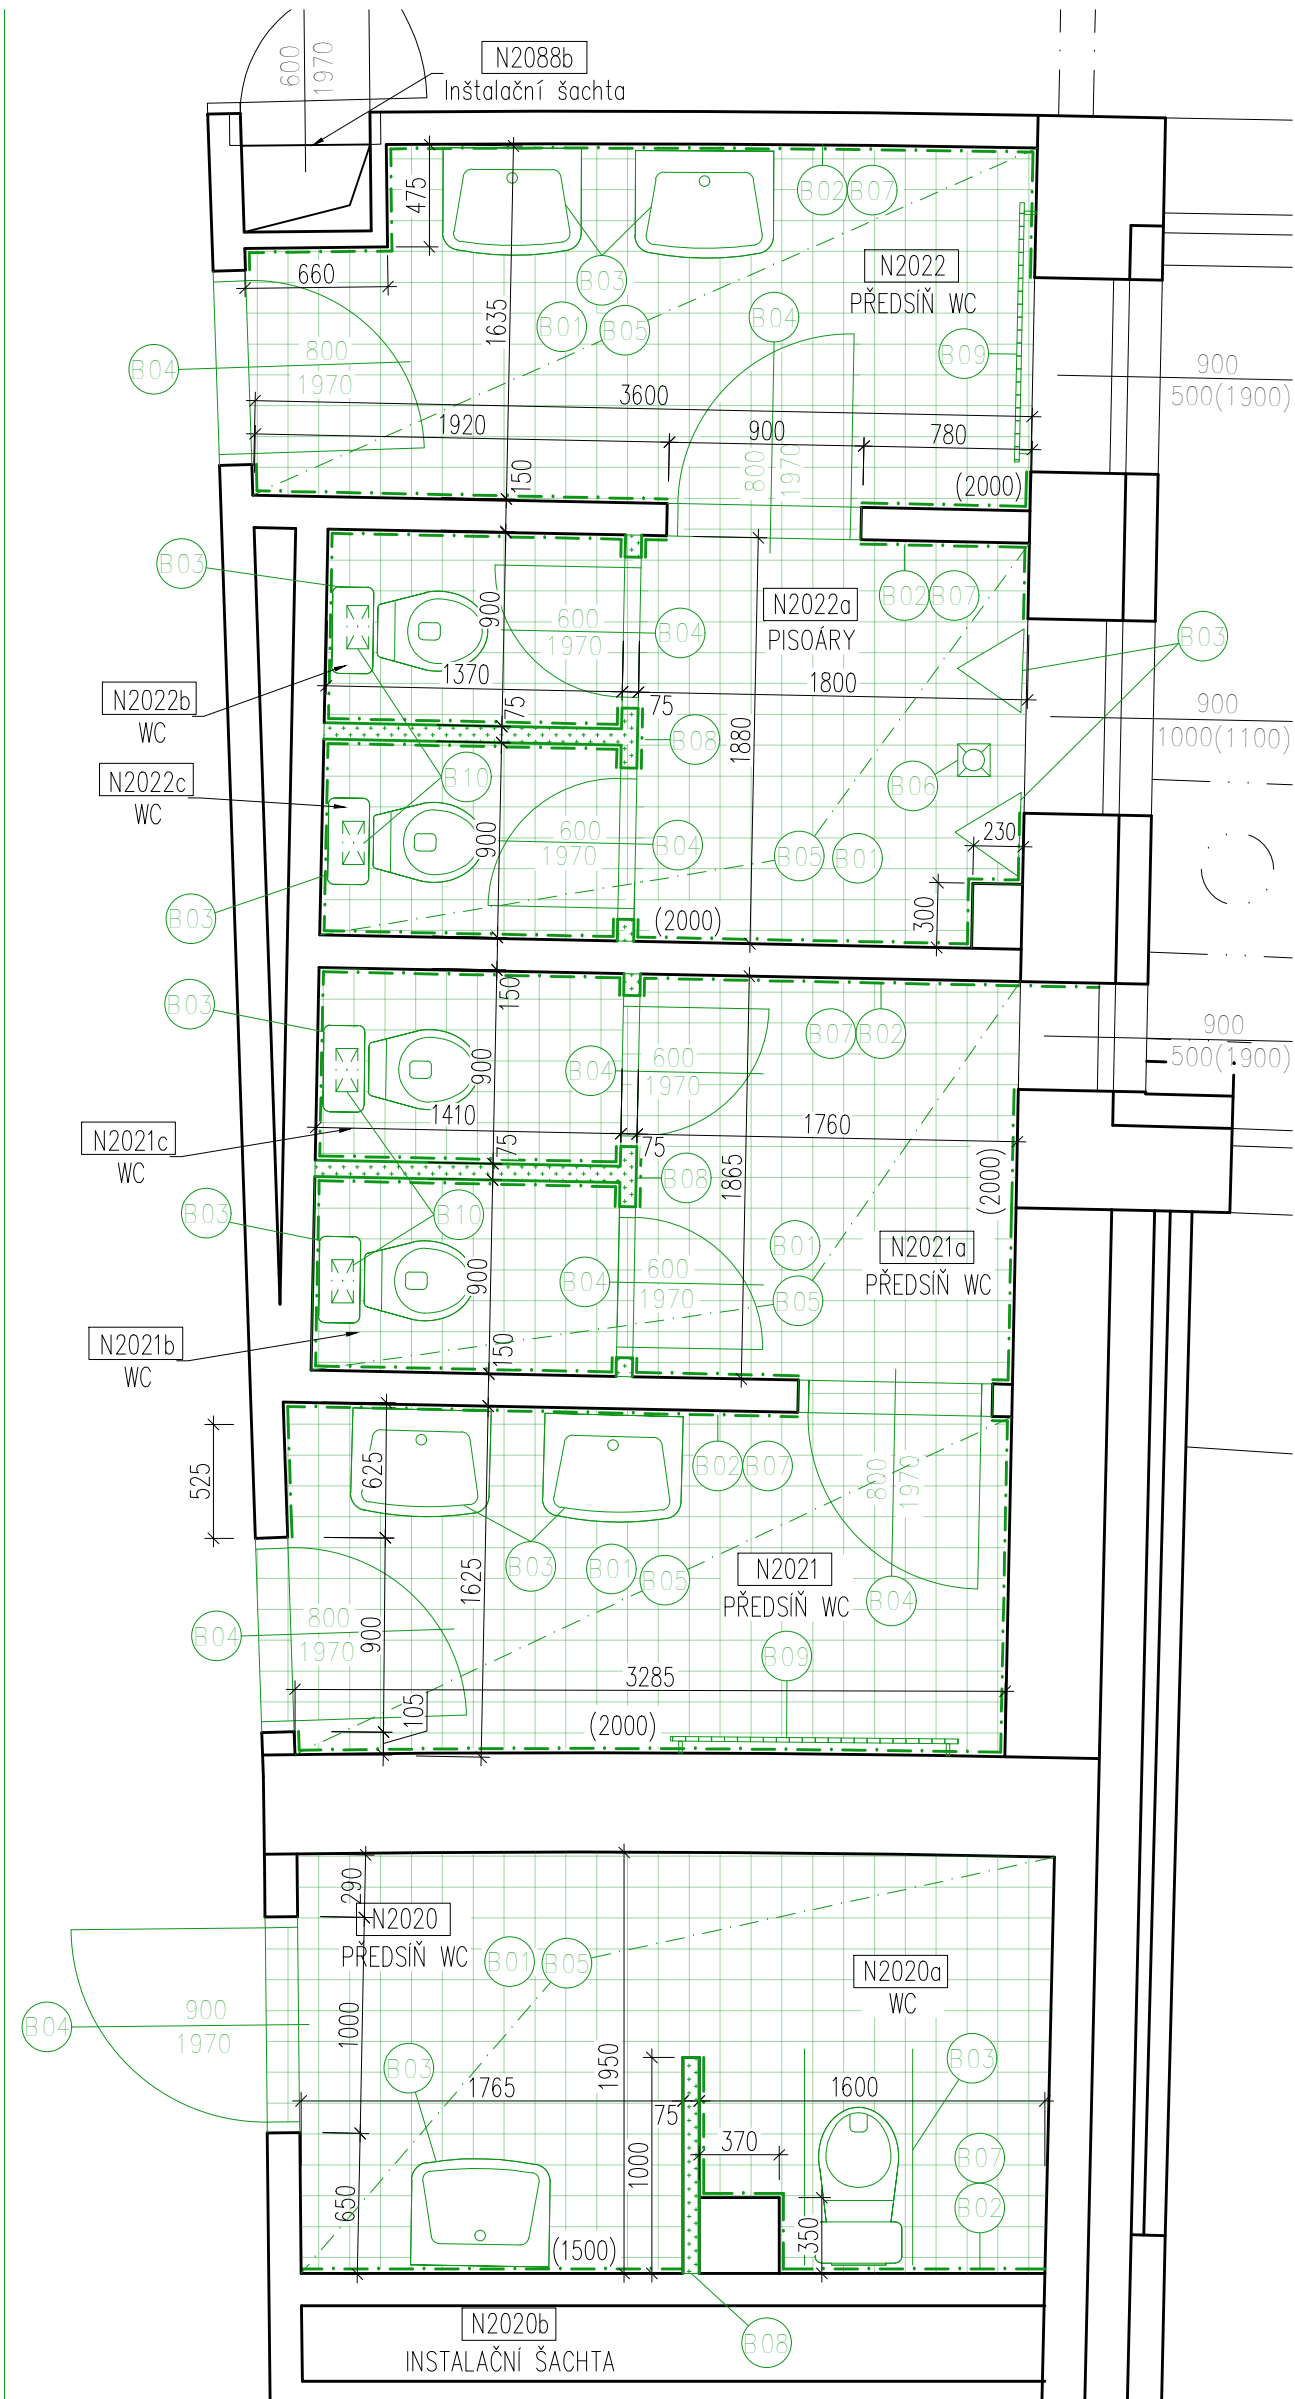 600
1970
N2088b
Inštalační šachta
475
B02
B07
660
B03
N2022
PŘEDSÍŇ WC
1635
B01
B05
B04
B09
B04
800
1970
900
500(1900)
3600
1920
900
780
800
1970
150
(2000)
B03
900
600
1970
B04
N2022a
PISOÁRY
B02
B07
B03
1370
1800
N2022b
WC
75
75
B08
1880
900
1000(1100)
N2022c
WC
B10
B06
900
600
1970
B04
B05
B01
230
B03
(2000)
300
B03
150
B07
B02
900
500(1900)
900
B04
600
1970
1410
1760
N2021c
WC
75
75
B08
1865
(2000)
B03
B10
B01
N2021a
PŘEDSÍŇ WC
900
B04
600
1970
B05
N2021b
WC
150
525
625
B02
B07
800
1970
B03
B01
B05
N2021
PŘEDSÍŇ WC
1625
B04
B04
800
1970
900
B09
3285
105
(2000)
290
N2020
PŘEDSÍŇ WC
B01
B05
N2020a
WC
B04
900
1970
1000
1950
B03
B03
1765
75
1600
370
1000
B07
650
B02
350
(1500)
N2020b
INSTALAČNÍ ŠACHTA
B08